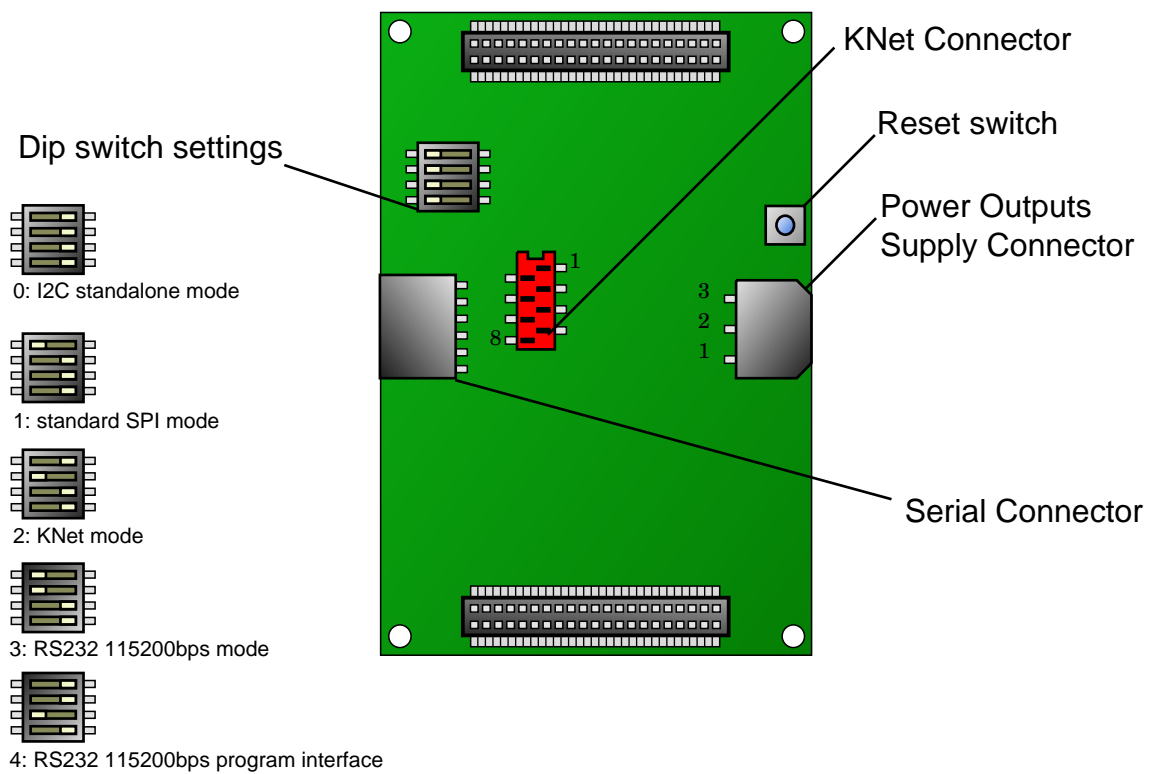 KNet Connector
Reset switch
Dip switch settings
Power Outputs
Supply Connector
1
0: I2C standalone mode
3
2
8
1
1: standard SPI mode
Serial Connector
2: KNet mode
3: RS232 115200bps mode
4: RS232 115200bps program interface